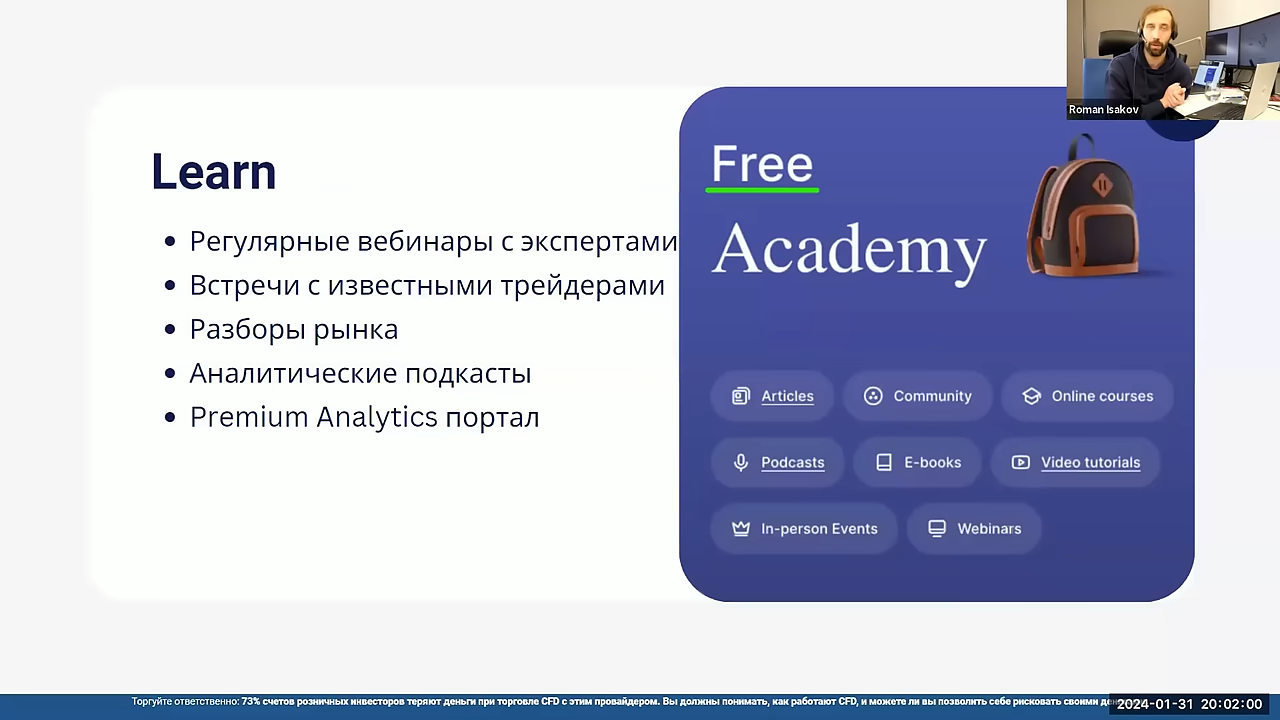 Roman Isakov
Learn
Регулярные вебинары с экспертами
Встречи с известными трейдерами
Разборы рынка
Аналитические подкасты
Premium Analytics портал
Free
Academy
Articles
Community
Online courses
Podcasts
E-books
Video tutorials
In-person Events
Webinars
Торгуйте ответственно: 73% счетов розничных инвесторов теряют деньги при торговле CFD с этим провайдером. Вы должны понимать, как работают CFD, и можете ли вы позволить себе рисковать своими
2024-01-31 20:02:00